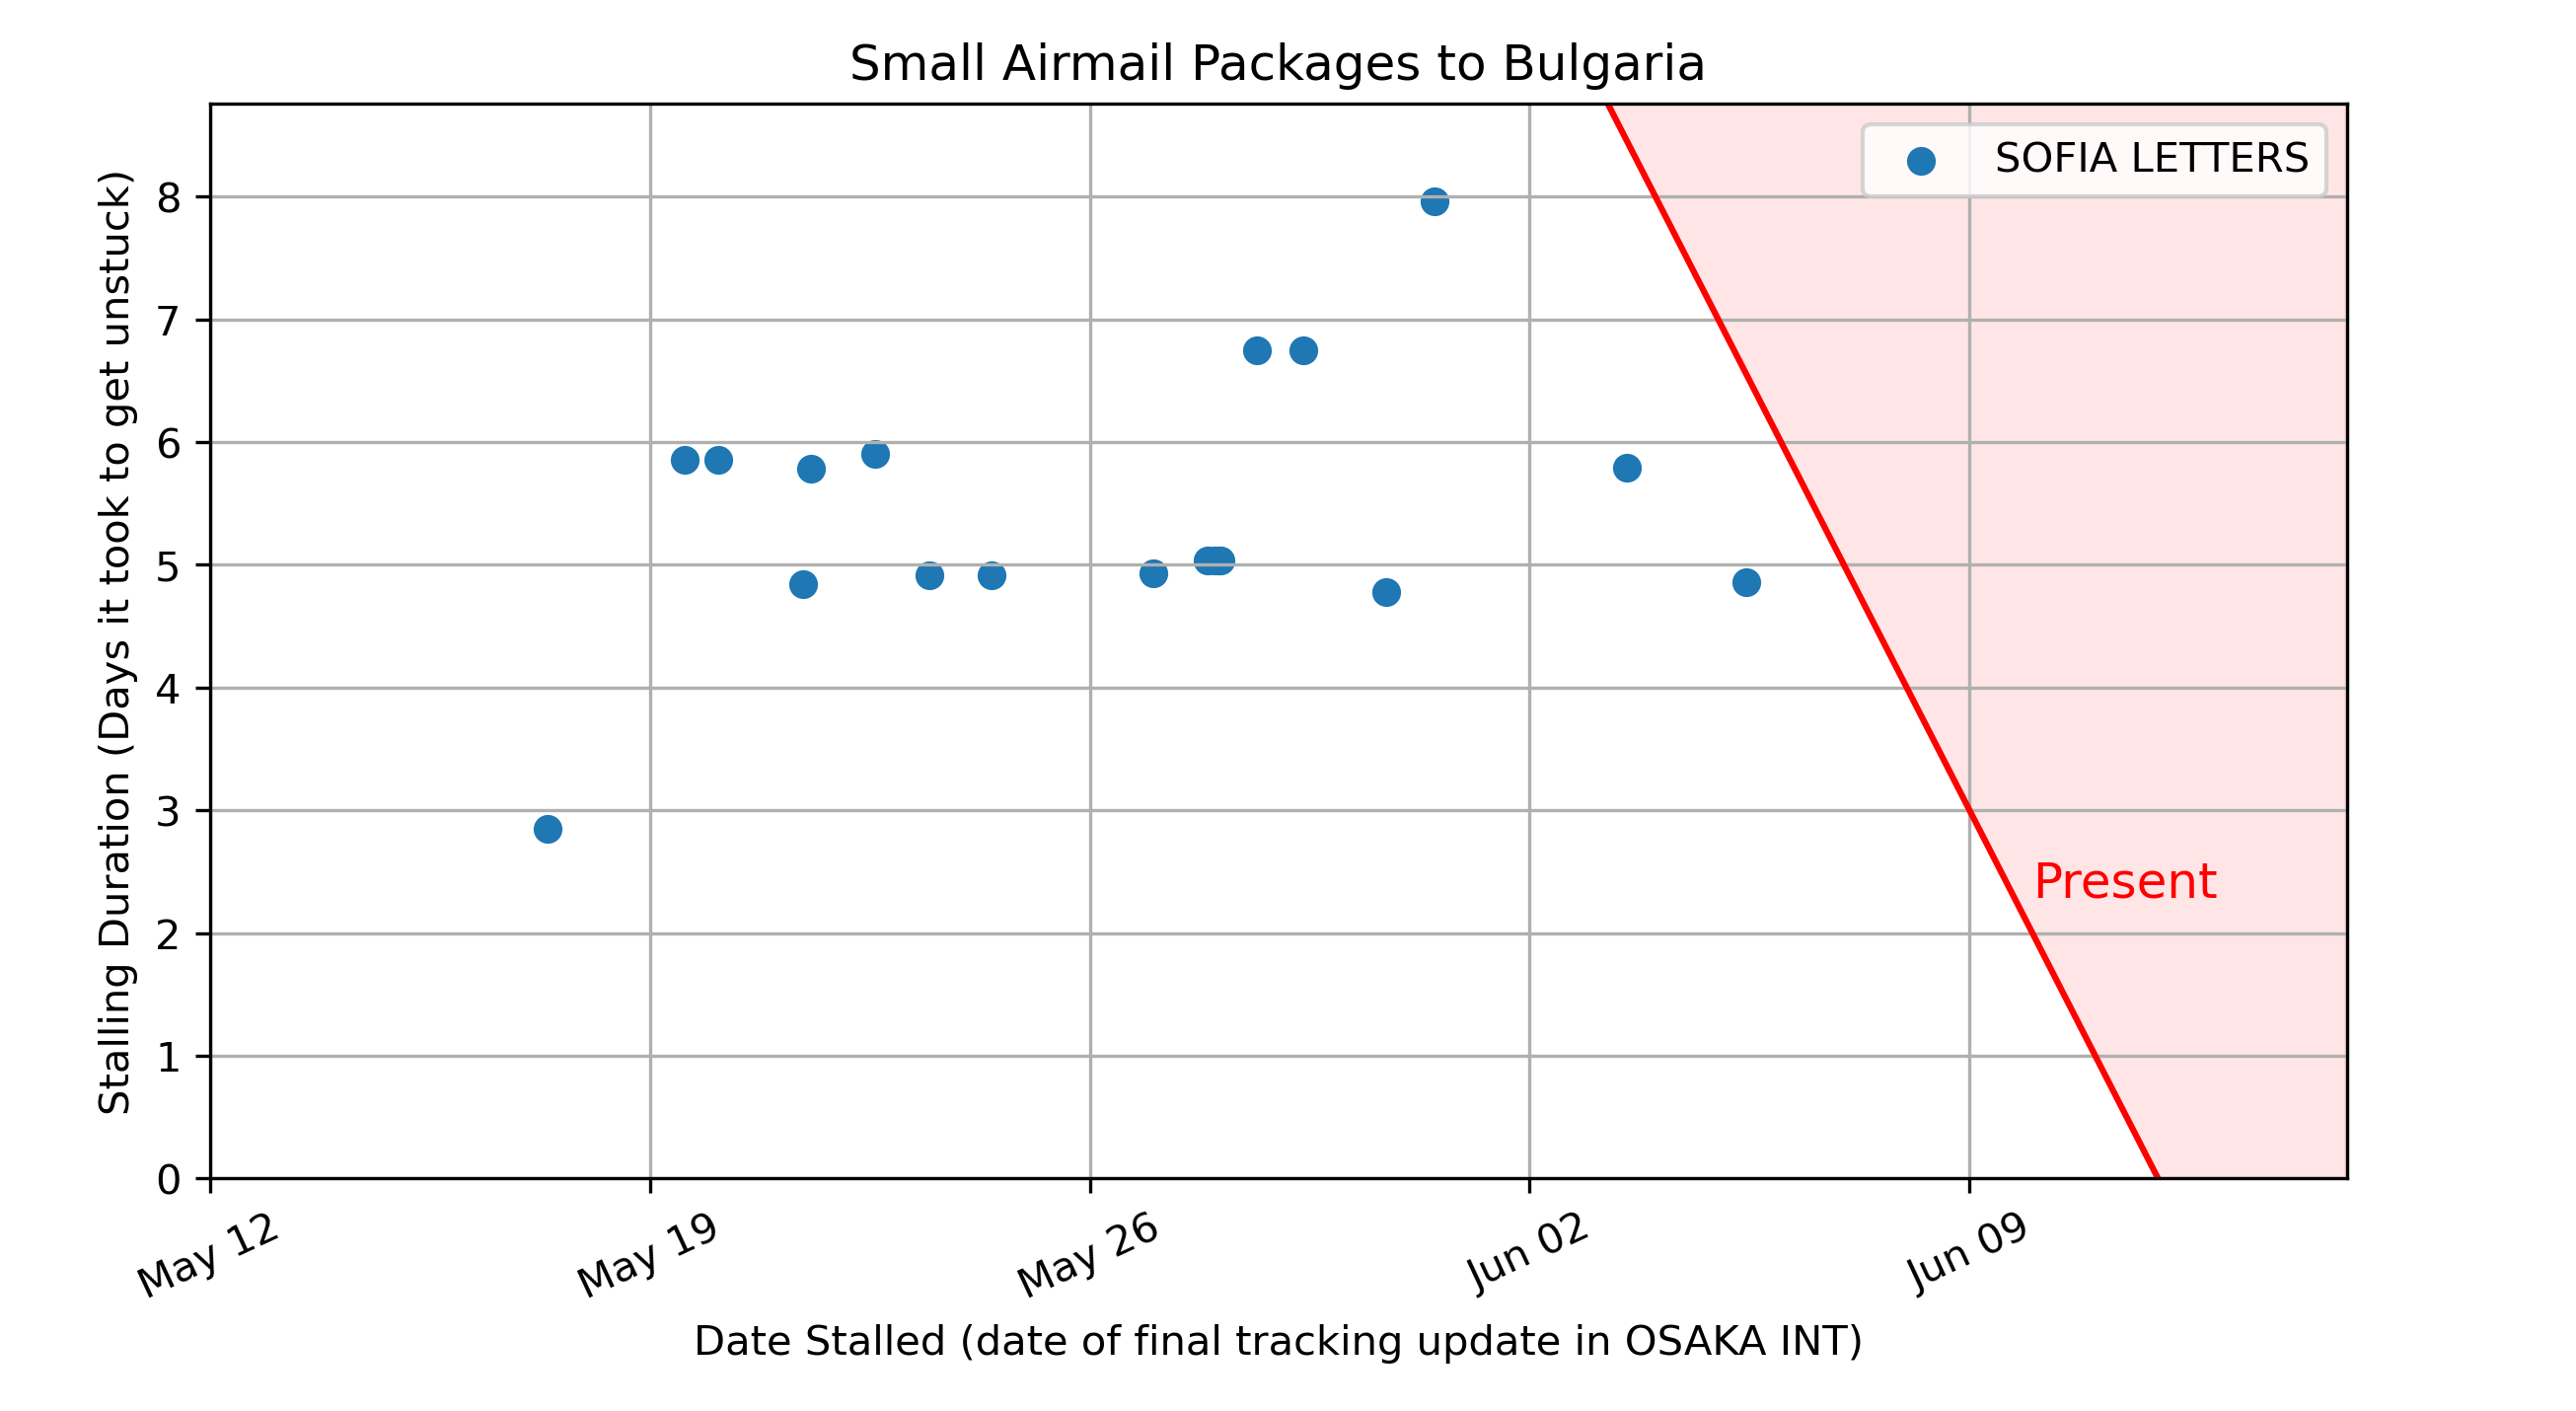 Small Airmail Packages to Bulgaria
SOFIA LETTERS
Stalling Duration (Days it took to get unstuck)
8
7
6
5
4
3
2
1
0
Present
May 12
May 19
May 26
Jun 02
Jun 09
Date Stalled (date of final tracking update in OSAKA INT)